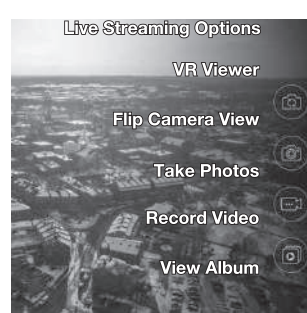 Live Streaming Options
VR Viewer
Flip Camera View
Take Photos
Record Video
View Album